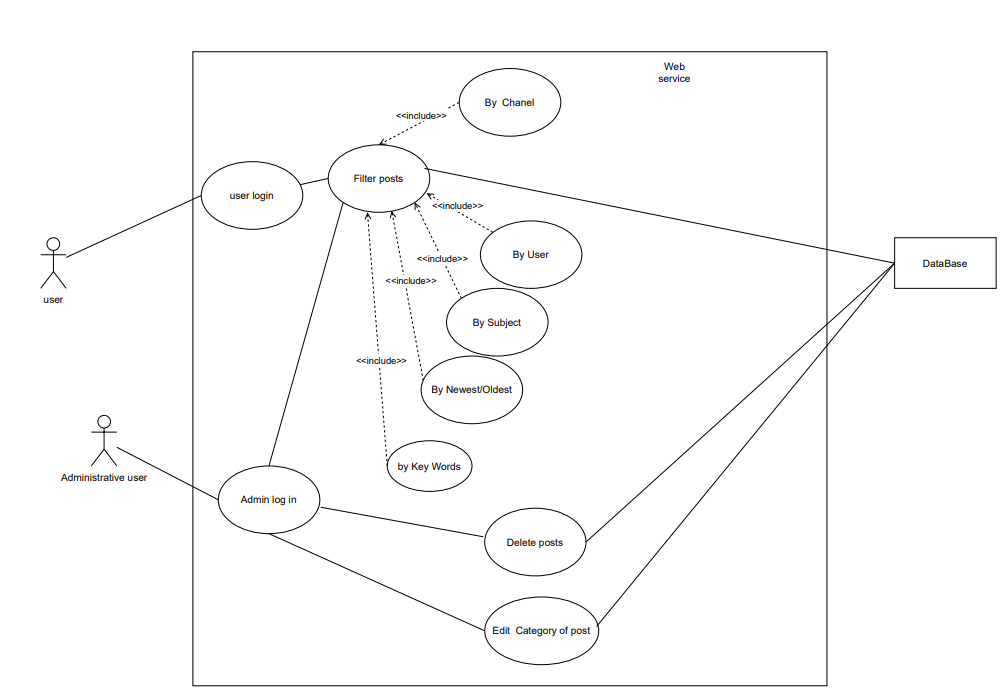 Web
service
By  Chanel
<<include>>
Filter posts
user login
<<include>>
By User
<<include>>
DataBase
<<include>>
user
By Subject
<<include>>
By Newest/Oldest
by Key Words
Administrative user
Admin log in
Delete posts
Edit  Category of post